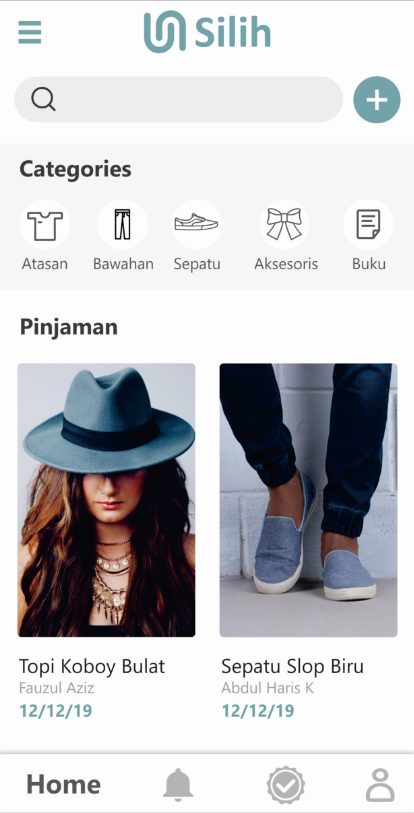 Silih
Categories
Atasan Bawahan Sepatu Aksesoris Buku
Pinjaman
Topi Koboy Bulat Sepatu Slop Biru
Fauzul Aziz Abdul Haris K
12/12/19 12/12/19
Home